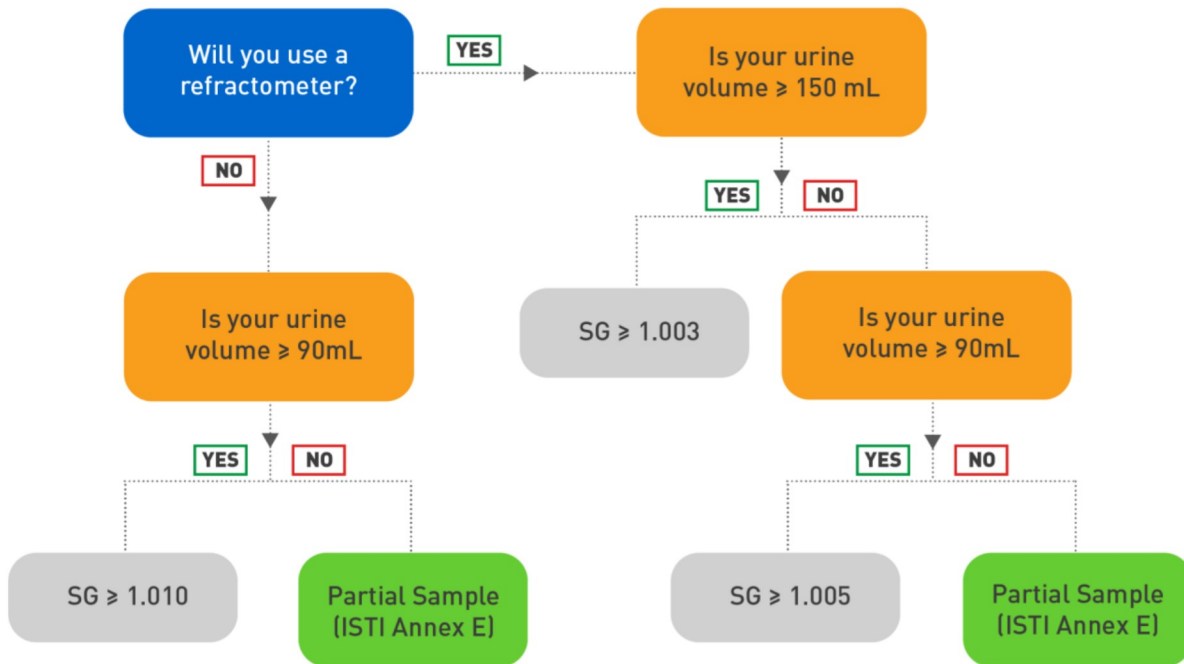 Will you use a
refractometer?
YES
Is your urine
volume ≥ 150 mL
NO
YES
NO
Is your urine
volume ≥ 90mL
SG ≥ 1.003
Is your urine
volume ≥ 90mL
YES
NO
YES
NO
SG ≥ 1.010
Partial Sample
(ISTI Annex E)
SG ≥ 1.005
Partial Sample
(ISTI Annex E)